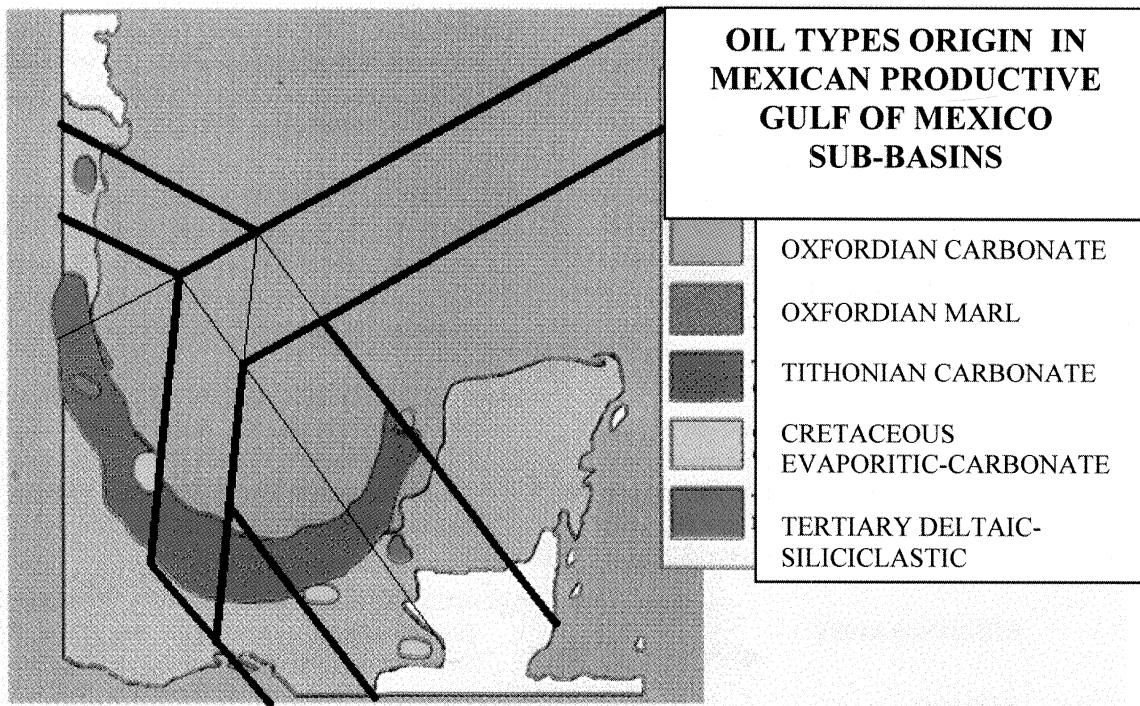 OIL TYPES ORIGIN IN
MEXICAN PRODUCTIVE
GULF OF MEXICO
SUB-BASINS
OXFORDIAN CARBONATE
OXFORDIAN MARL
TITHONIAN CARBONATE
CRETACEOUS
EVAPORITIC-CARBONATE
TERTIARY DELTAIC-
SILICICLASTIC